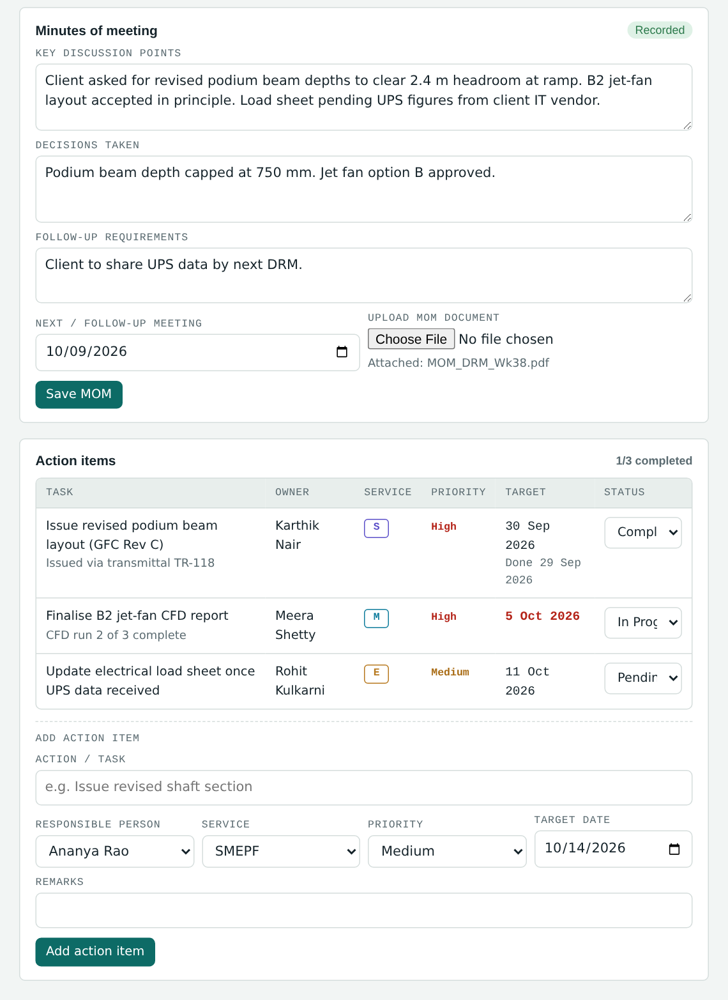 Minutes of meeting
Recorded
KEY DISCUSSION POINTS
Client asked for revised podium beam depths to clear 2.4 m headroom at ramp. B2 jet-fan
layout accepted in principle. Load sheet pending UPS figures from client IT vendor.
DECISIONS TAKEN
Podium beam depth capped at 750 mm. Jet fan option B approved.
FOLLOW-UP REQUIREMENTS
Client to share UPS data by next DRM.
NEXT / FOLLOW-UP MEETING
10/09/2026
UPLOAD MOM DOCUMENT
Choose File No file chosen
Attached: MOM_DRM_Wk38.pdf
Save MOM
Action items
1/3 completed
TASK OWNER SERVICE PRIORITY TARGET STATUS
Issue revised podium beam
layout (GFC Rev C)
Issued via transmittal TR-118
Karthik
Nair
S
High
30 Sep
2026
Done 29 Sep
2026
Compl
Finalise B2 jet-fan CFD report
CFD run 2 of 3 complete
Meera
Shetty
M
High
5 Oct 2026
In Prog
Update electrical load sheet once
UPS data received
Rohit
Kulkarni
E
Medium
11 Oct
2026
Pendin
ADD ACTION ITEM
ACTION / TASK
e.g. Issue revised shaft section
RESPONSIBLE PERSON
Ananya Rao
SERVICE
SMEPF
PRIORITY
Medium
TARGET DATE
10/14/2026
REMARKS
Add action item